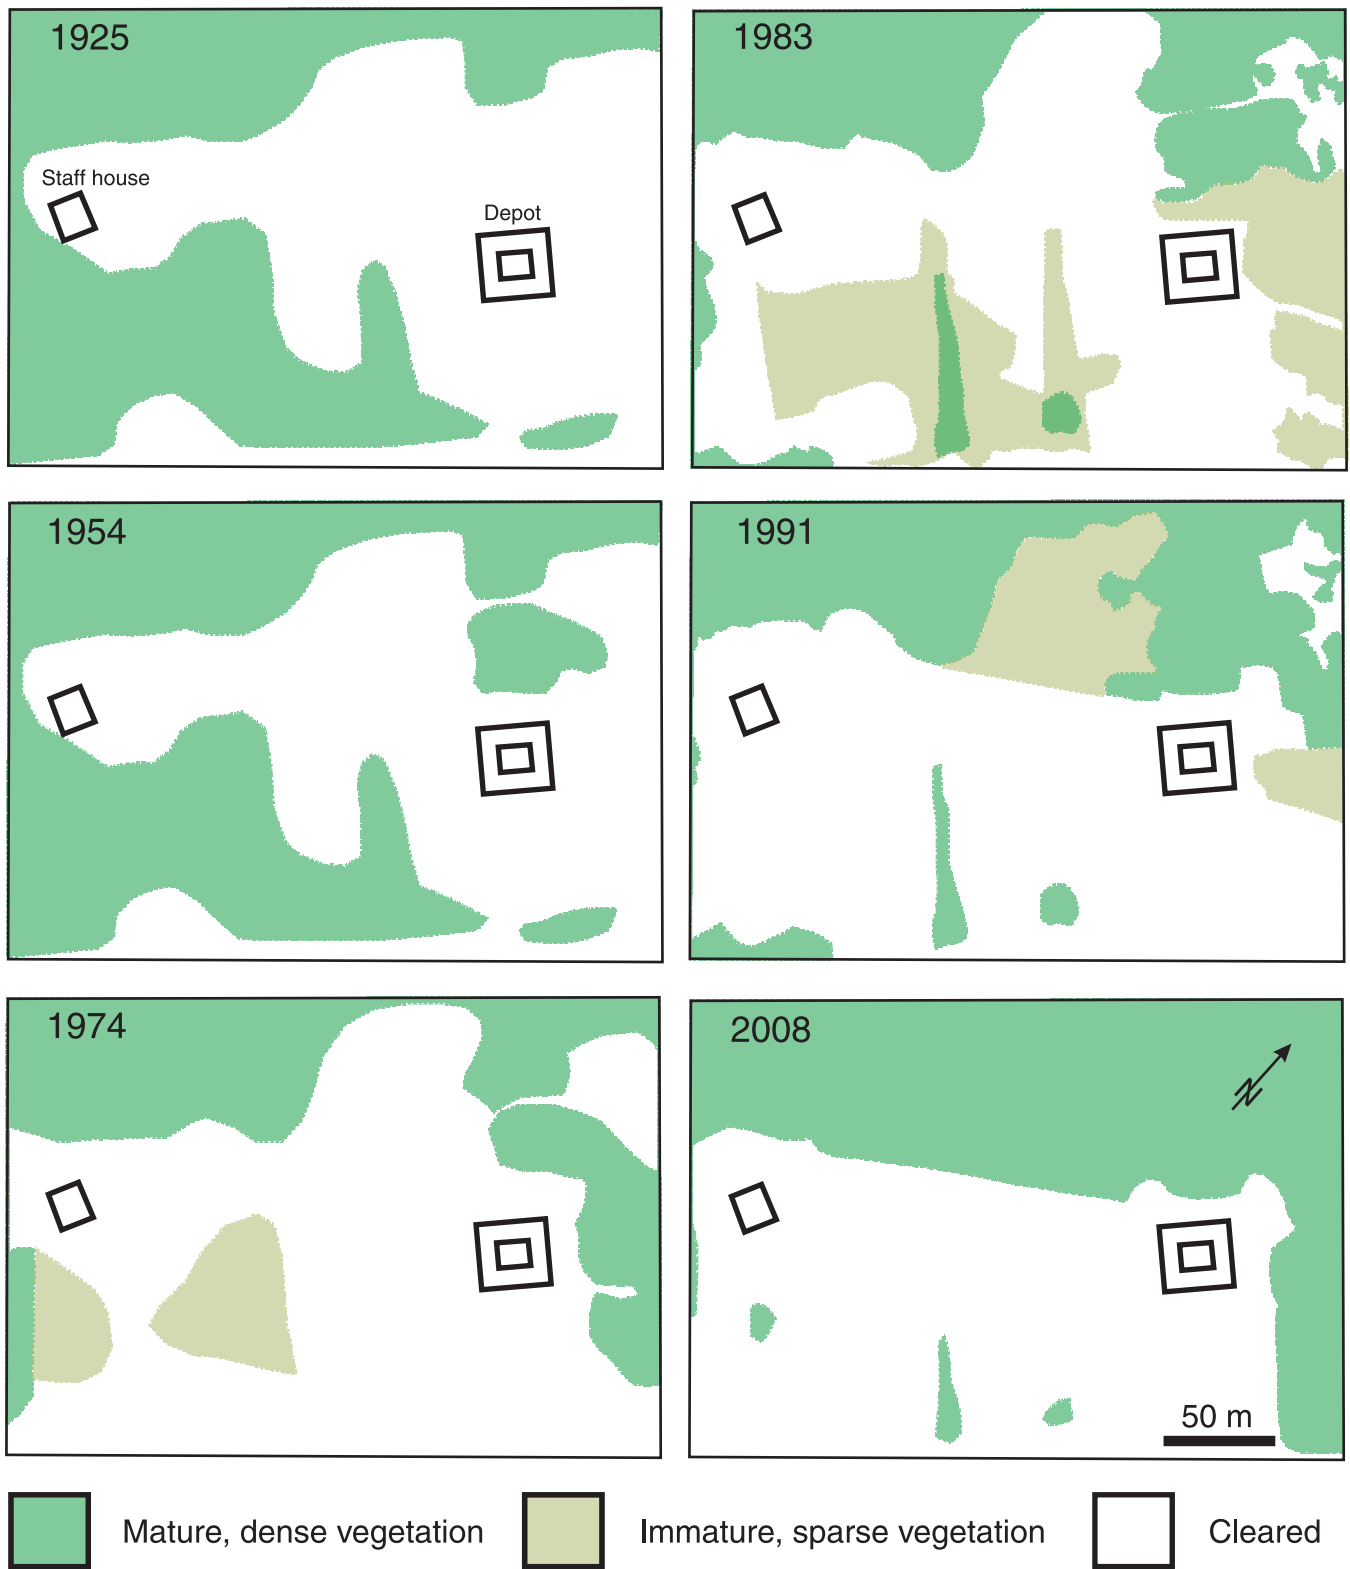 1925
Staff house
Depot
1983
1954
1991
1974
2008
N
50 m
Mature, dense vegetation
Immature, sparse vegetation
Cleared